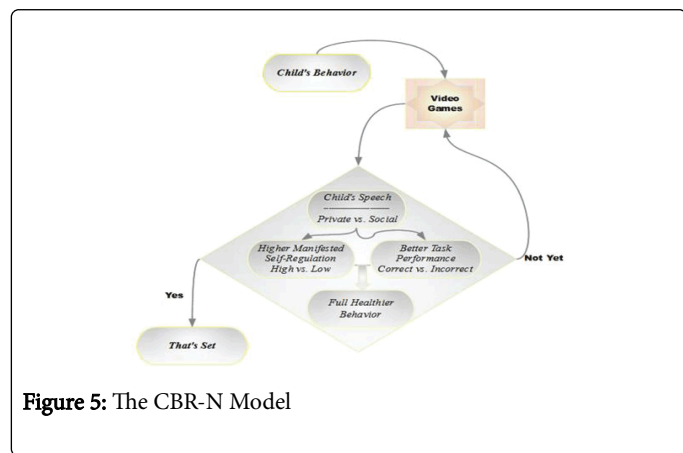 Child's Behavior
Video
Games
Child's Speech
Private vs. Social
Higher Manifested
Self-Regulation
High vs. Low
Better Task
Performance
Correct vs. Incorrect
Not Yet
Yes
Full Healthier
Behavior
That's Set
Figure 5: The CBR-N Model